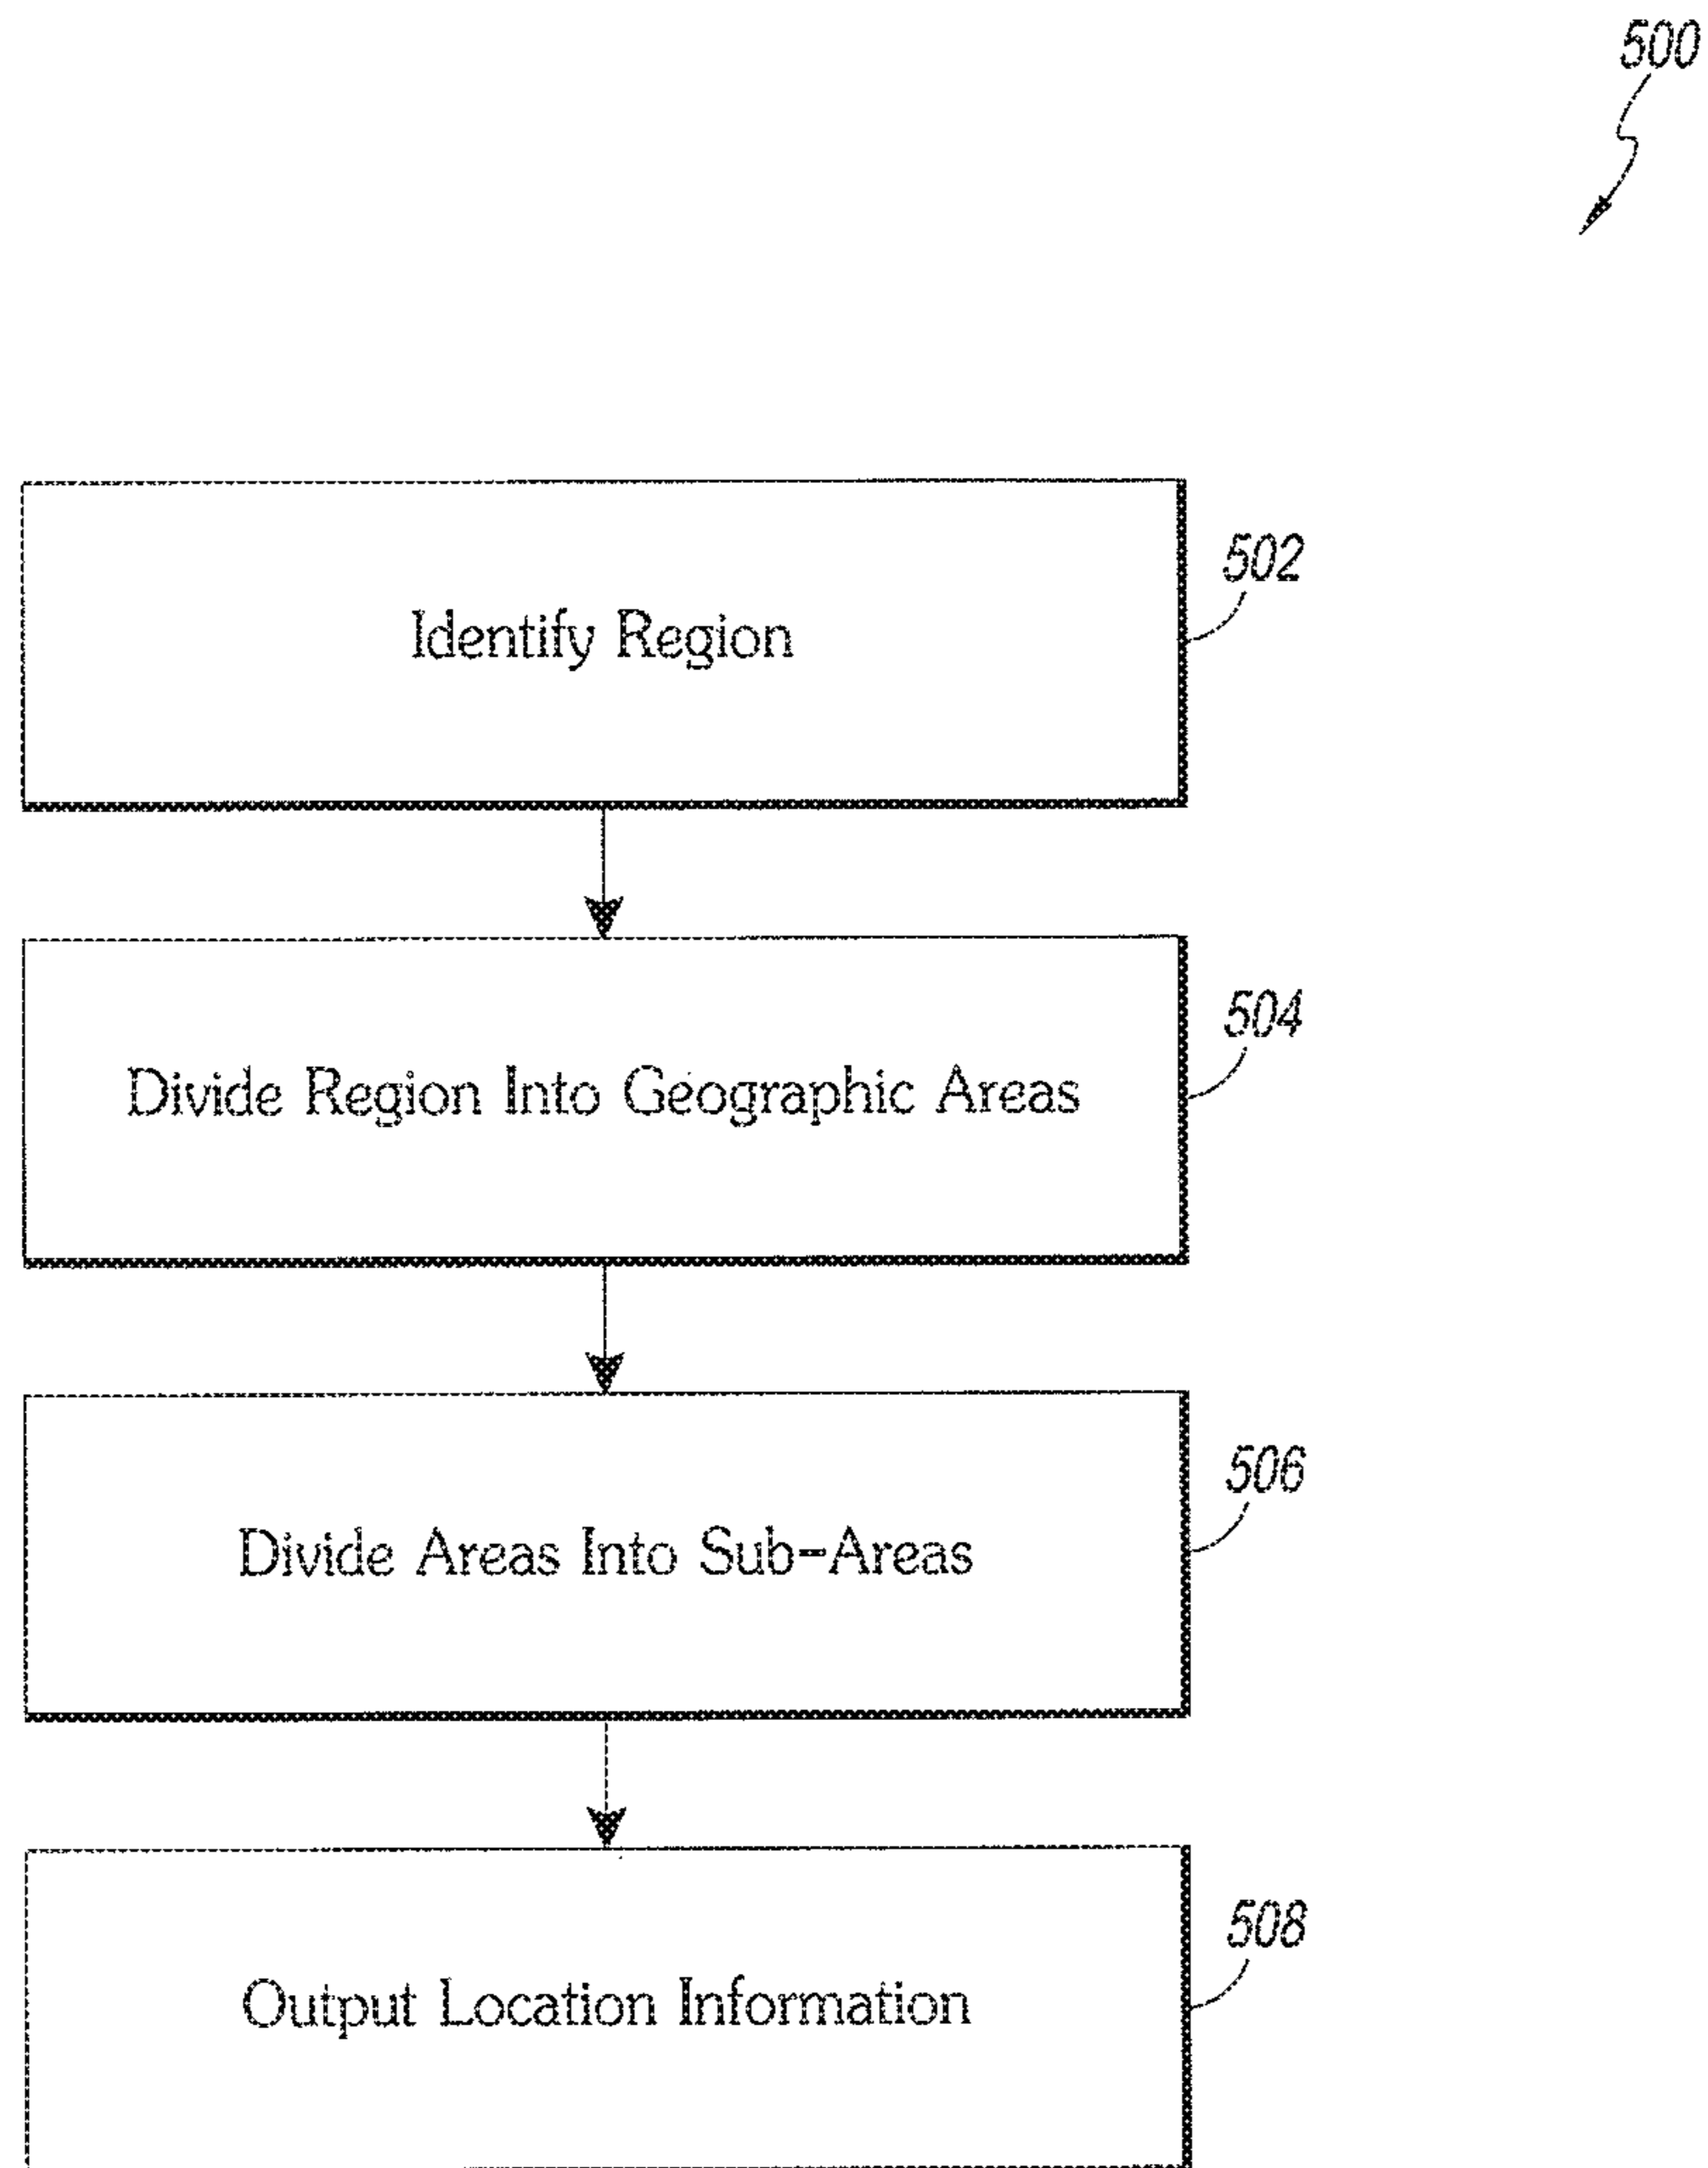 500
Identify Region
502
Divide Region Into Geographic Areas
504
Divide Areas Into Sub-Areas
506
Output Location Information
508